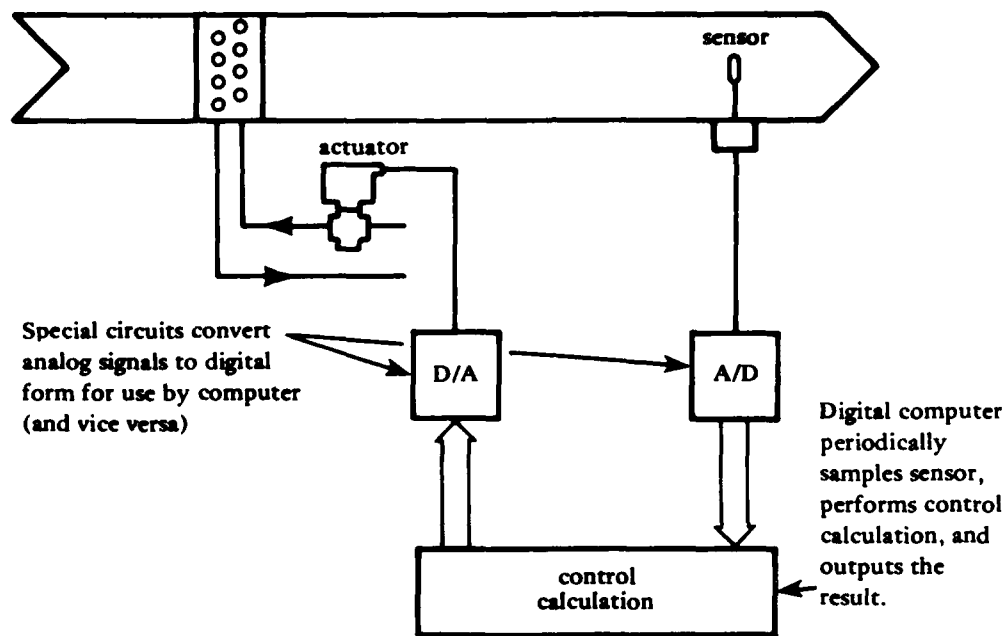 sensor
actuator
Special circuits convert
analog signals to digital
form for use by computer
(and vice versa)
D/A
A/D
Digital computer
periodically
samples sensor,
performs control
calculation, and
outputs the
result.
control
calculation